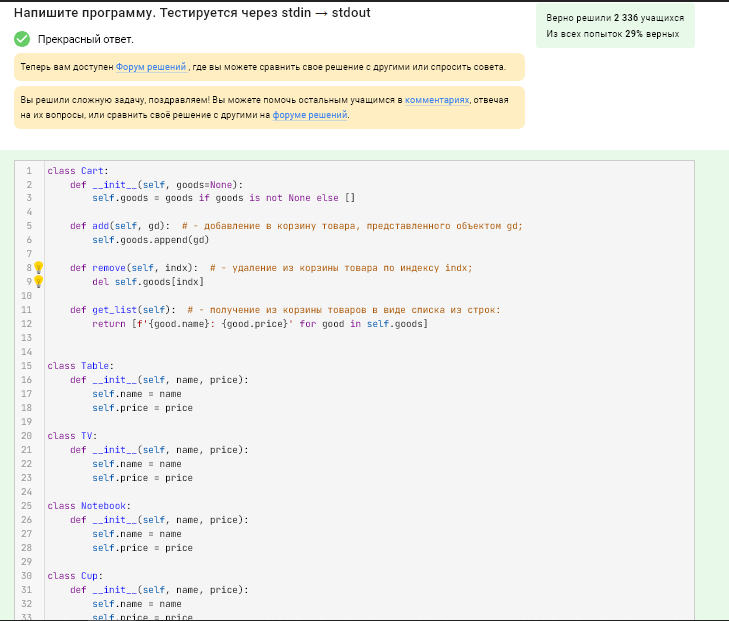 Напишите программу. Тестируется через stdin → stdout
Верно решили 2 336 учащихся
Из всех попыток 29% верных
Прекрасный ответ.
Теперь вам доступен Форум решений, где вы можете сравнить свое решение с другими или спросить совета.
Вы решили сложную задачу, поздравляем! Вы можете помочь остальным учащимся в комментариях, отвечая
на их вопросы, или сравнить своё решение с другими на форуме решений.
1 class Cart:
2     def __init__(self, goods=None):
3         self.goods = goods if goods is not None else []
4
5     def add(self, gd):  # - добавление в корзину товара, представленного объектом gd;
6         self.goods.append(gd)
7
8     def remove(self, indx):  # - удаление из корзины товара по индексу indx;
9         del self.goods[indx]
10
11     def get_list(self):  # - получение из корзины товаров в виде списка из строк:
12         return [f'{good.name}: {good.price}' for good in self.goods]
13
14
15 class Table:
16     def __init__(self, name, price):
17         self.name = name
18         self.price = price
19
20 class TV:
21     def __init__(self, name, price):
22         self.name = name
23         self.price = price
24
25 class Notebook:
26     def __init__(self, name, price):
27         self.name = name
28         self.price = price
29
30 class Cup:
31     def __init__(self, name, price):
32         self.name = name
33         self.price = price